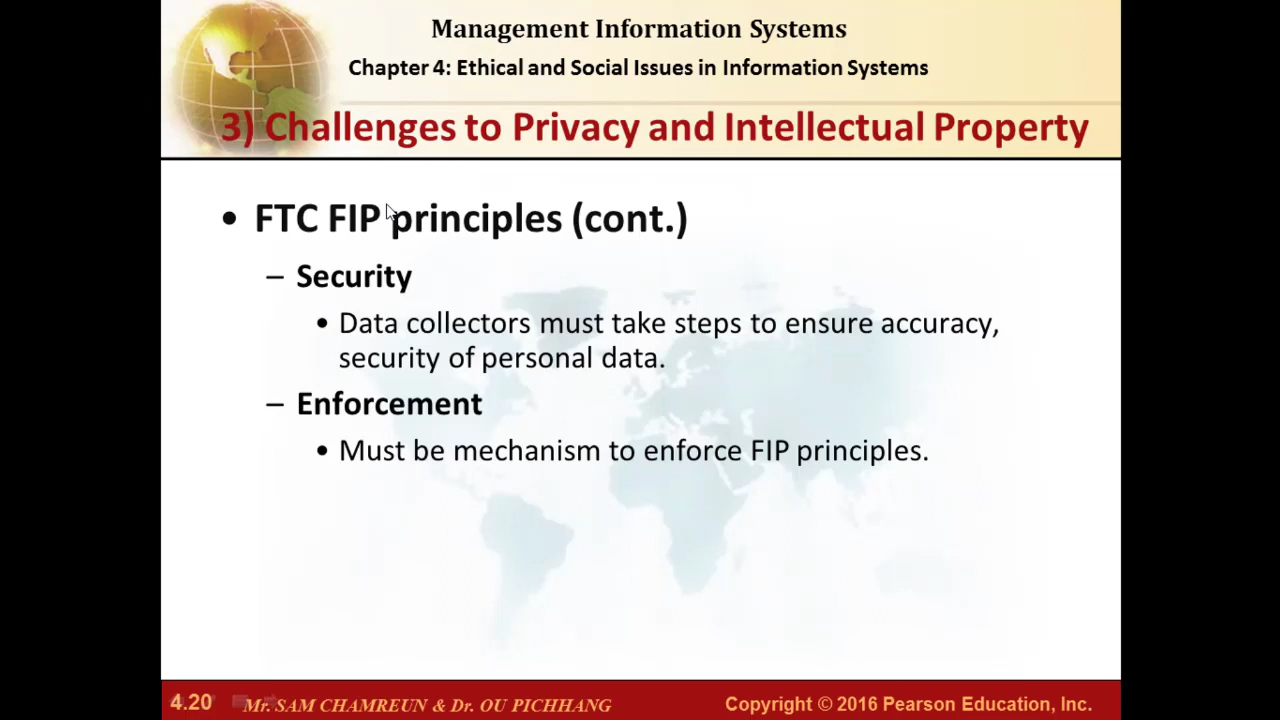 Management Information Systems
Chapter 4: Ethical and Social Issues in Information Systems
3) Challenges to Privacy and Intellectual Property
• FTC FIP principles (cont.)
– Security
• Data collectors must take steps to ensure accuracy,
security of personal data.
– Enforcement
• Must be mechanism to enforce FIP principles.
4.20 Mr. SAM CHAMREUN & Dr. OU PICHHANG Copyright © 2016 Pearson Education, Inc.